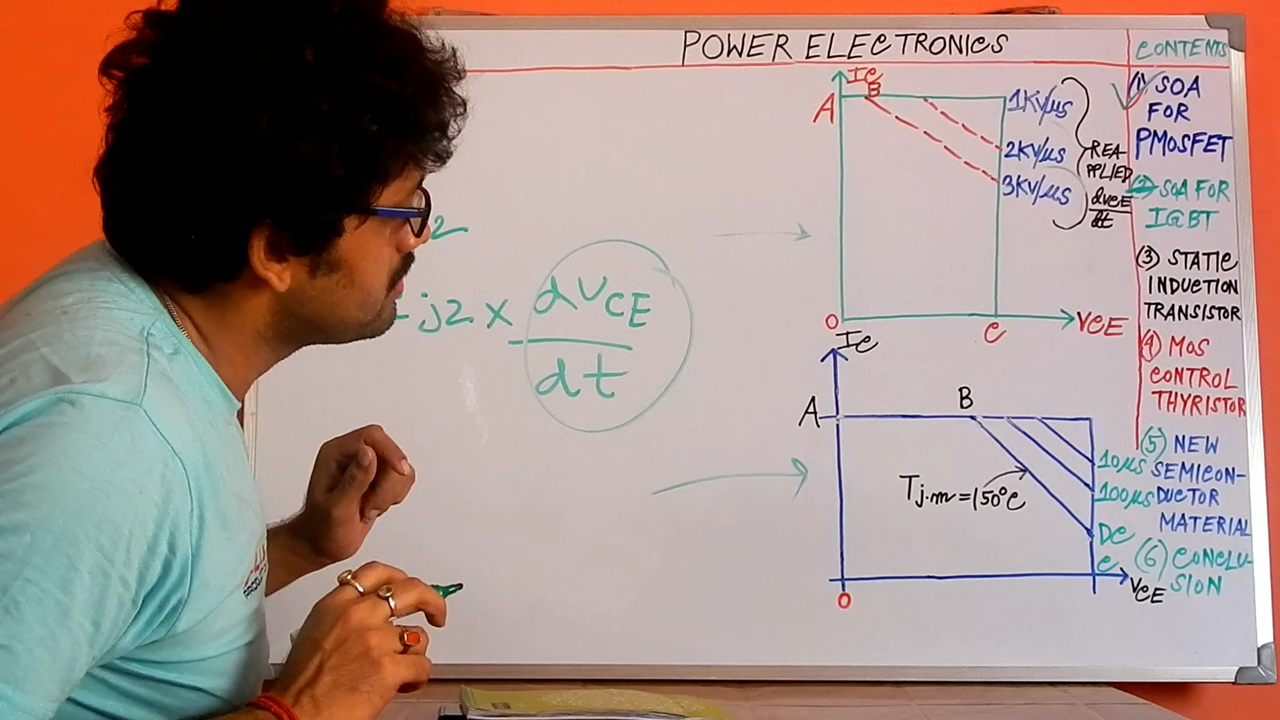 POWER ELECTRONICS
CONTENTS
(1) SOA
FOR
PMOSFET
(2) SOA FOR
IGBT
(3) STATIC
INDUCTION
TRANSISTOR
(4) MOS
CONTROL
THYRISTOR
(5) NEW
SEMICON-
DUCTOR
MATERIAL
(6) CONCLU-
SION
2
-j2 x dVCE
dt
Ic
A
B
1KV/μs
2KV/μs
3KV/μs
REA-
PPLIED
dvcE
dt
O
C
VCE
Ic
A
B
10μs
100μs
Tj.m=150°C
DC
C
O
VCE